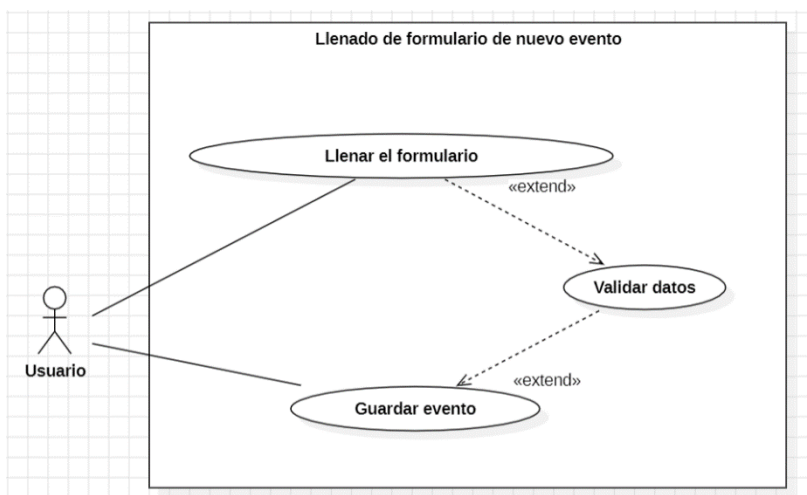 Llenado de formulario de nuevo evento
Llenar el formulario
«extend»
Validar datos
Usuario
«extend»
Guardar evento